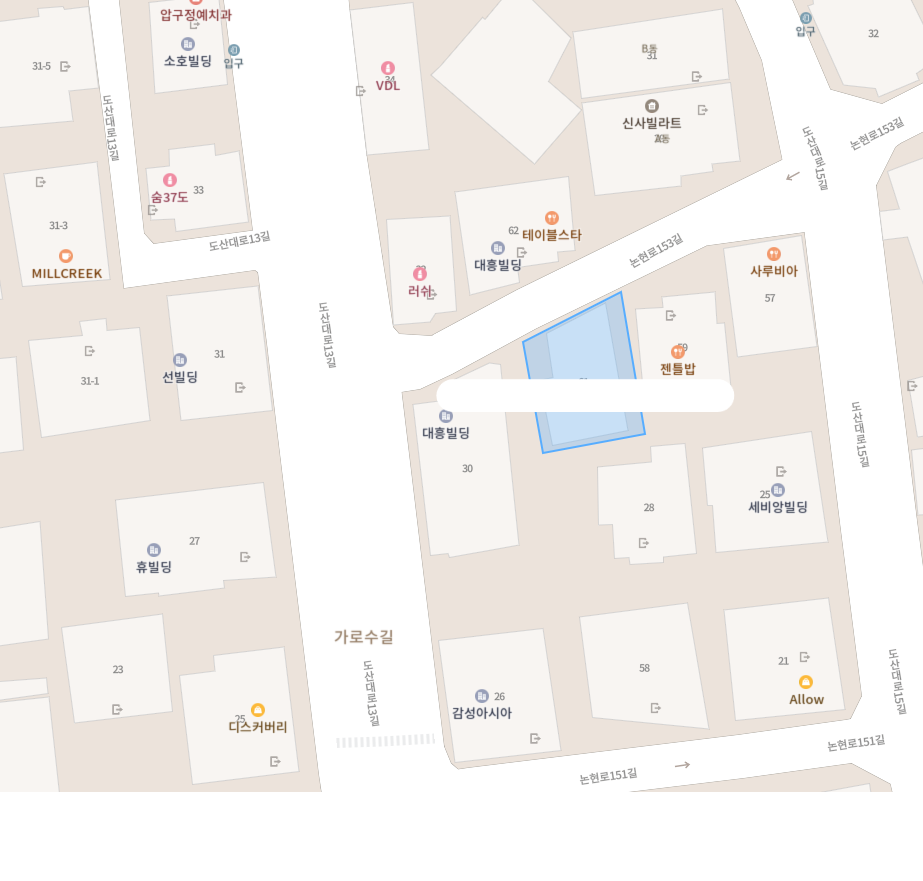 압구정예치과
소호빌딩
입구
입구
32
31-5
34
VDL
B동
31
신사빌라트
도산대로13길
도산대로15길
논현로153길
숨37도
33
31-3
MILLCREEK
도산대로13길
62
테이블스타
대흥빌딩
논현로153길
사루비아
57
러쉬
도산대로13길
31
선빌딩
31-1
젠틀밥
대흥빌딩
30
도산대로15길
28
25
세비앙빌딩
27
휴빌딩
가로수길
23
도산대로13길
58
21
Allow
도산대로15길
26
감성아시아
25
디스커버리
논현로151길
논현로151길